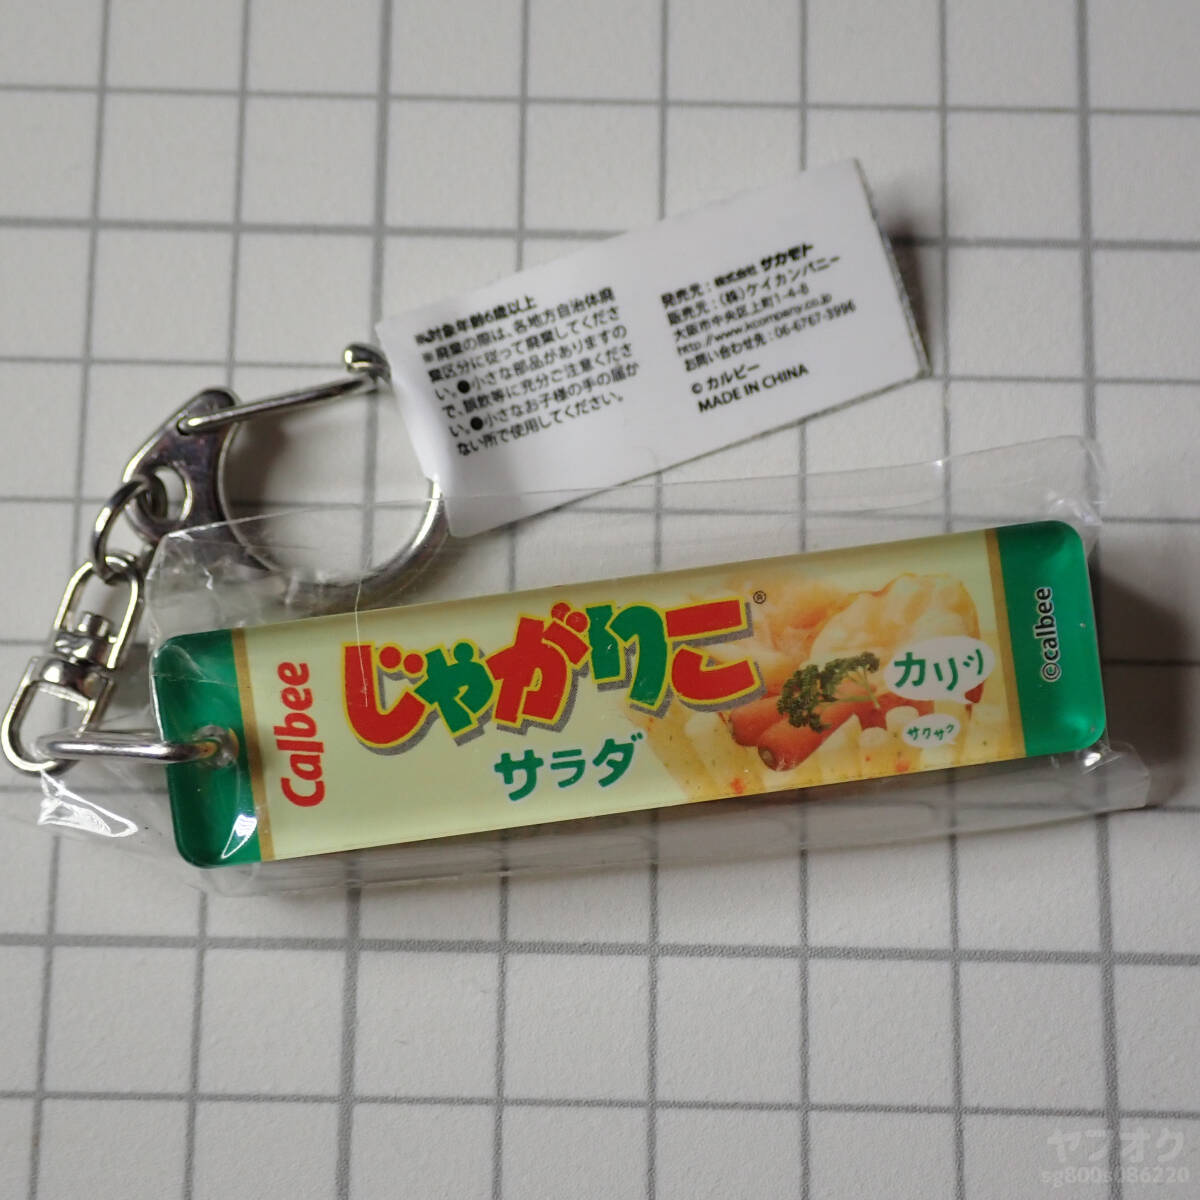 ※対象年齢6歳以上
※廃棄の際は、各地方自治体廃
棄区分に従って廃棄してくださ
い。●小さな部品がありますの
で、誤飲等に充分ご注意くださ
い。●小さなお子様の手の届か
ない所で使用してください。
発売元：株式会社 サカモト
販売元：（株）ケイカンパニー
大阪市中央区上町1-4-8
http://www.kcompany.co.jp
お問い合わせ先：06-6767-3996
© カルビー
MADE IN CHINA
Calbee
じゃがりこ®
サラダ
カリッ
サクサク
©calbee
ヤフオク
sg800s086220